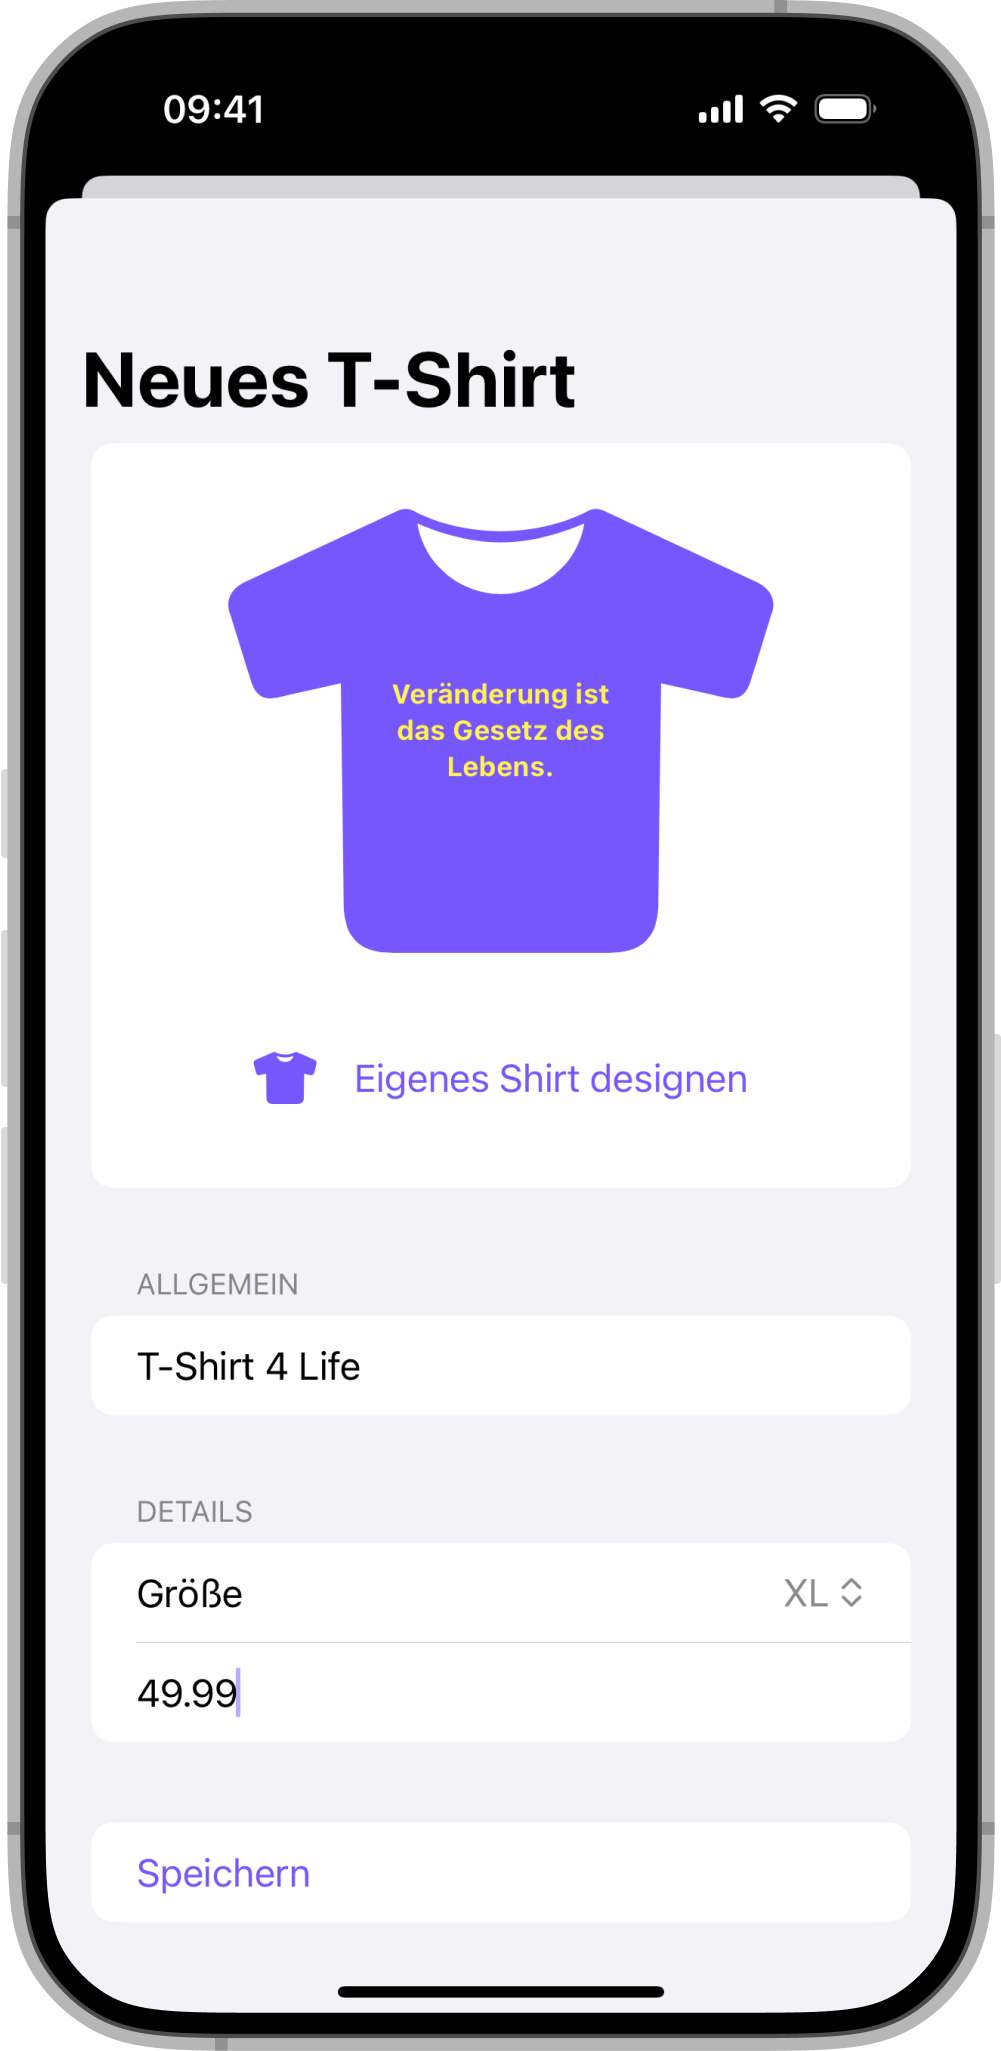 09:41
Neues T-Shirt
Veränderung ist
das Gesetz des
Lebens.
Eigenes Shirt designen
ALLGEMEIN
T-Shirt 4 Life
DETAILS
Größe XL
49.99
Speichern